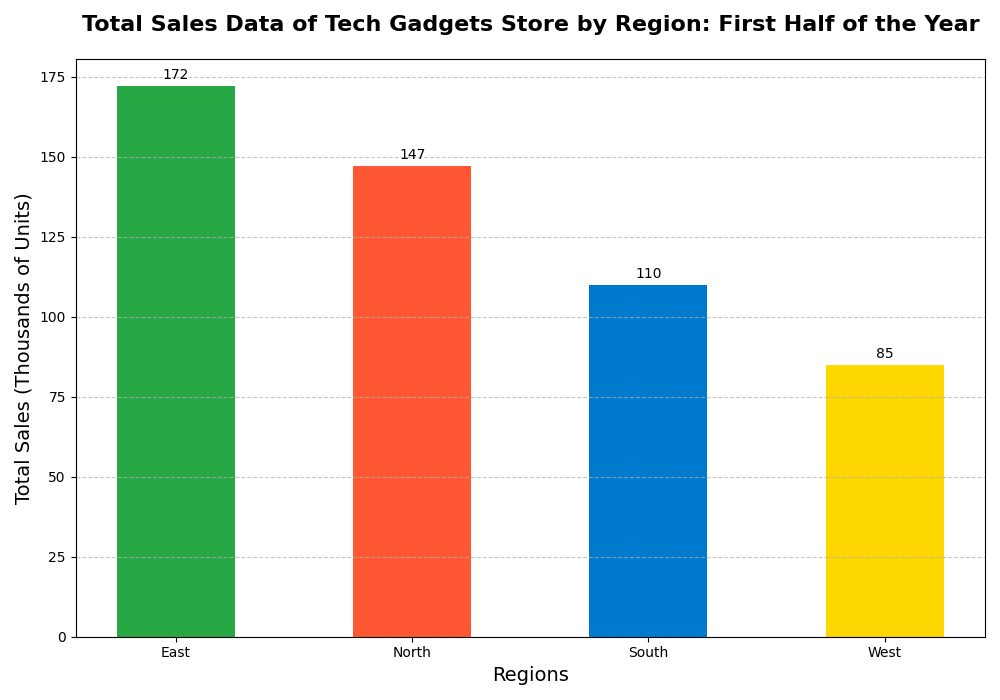 Total Sales Data of Tech Gadgets Store by Region: First Half of the Year
Total Sales (Thousands of Units)
175
150
125
100
75
50
25
0
172
147
110
85
East
North
South
West
Regions